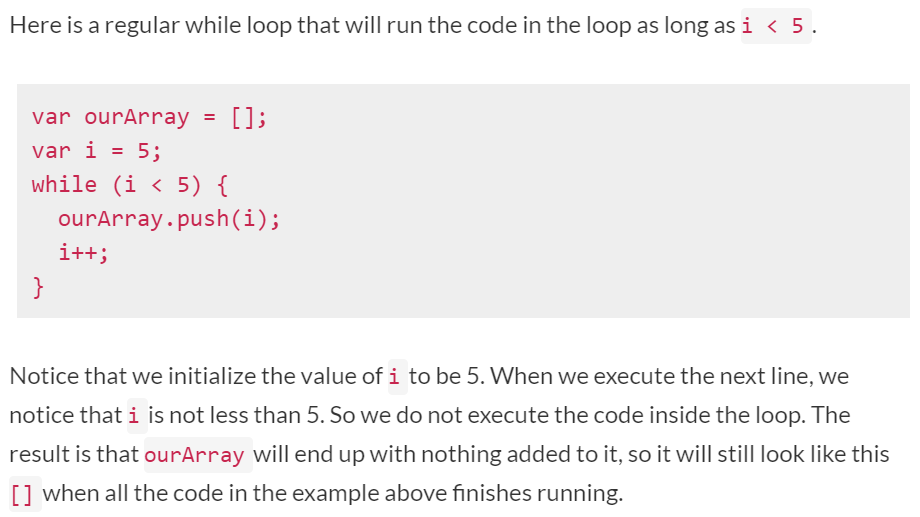 Here is a regular while loop that will run the code in the loop as long as i < 5 .
var ourArray = [];
var i = 5;
while (i < 5) {
  ourArray.push(i);
  i++;
}
Notice that we initialize the value of i to be 5. When we execute the next line, we
notice that i is not less than 5. So we do not execute the code inside the loop. The
result is that ourArray will end up with nothing added to it, so it will still look like this
[] when all the code in the example above finishes running.